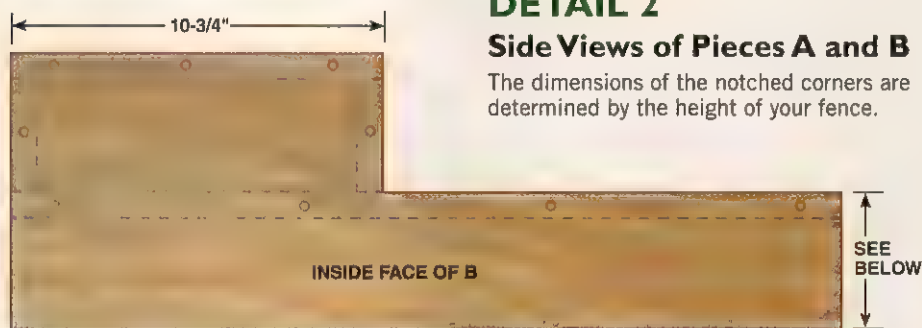 DETAIL 2
Side Views of Pieces A and B
The dimensions of the notched corners are
determined by the height of your fence.
10-3/4"
INSIDE FACE OF B
SEE
BELOW